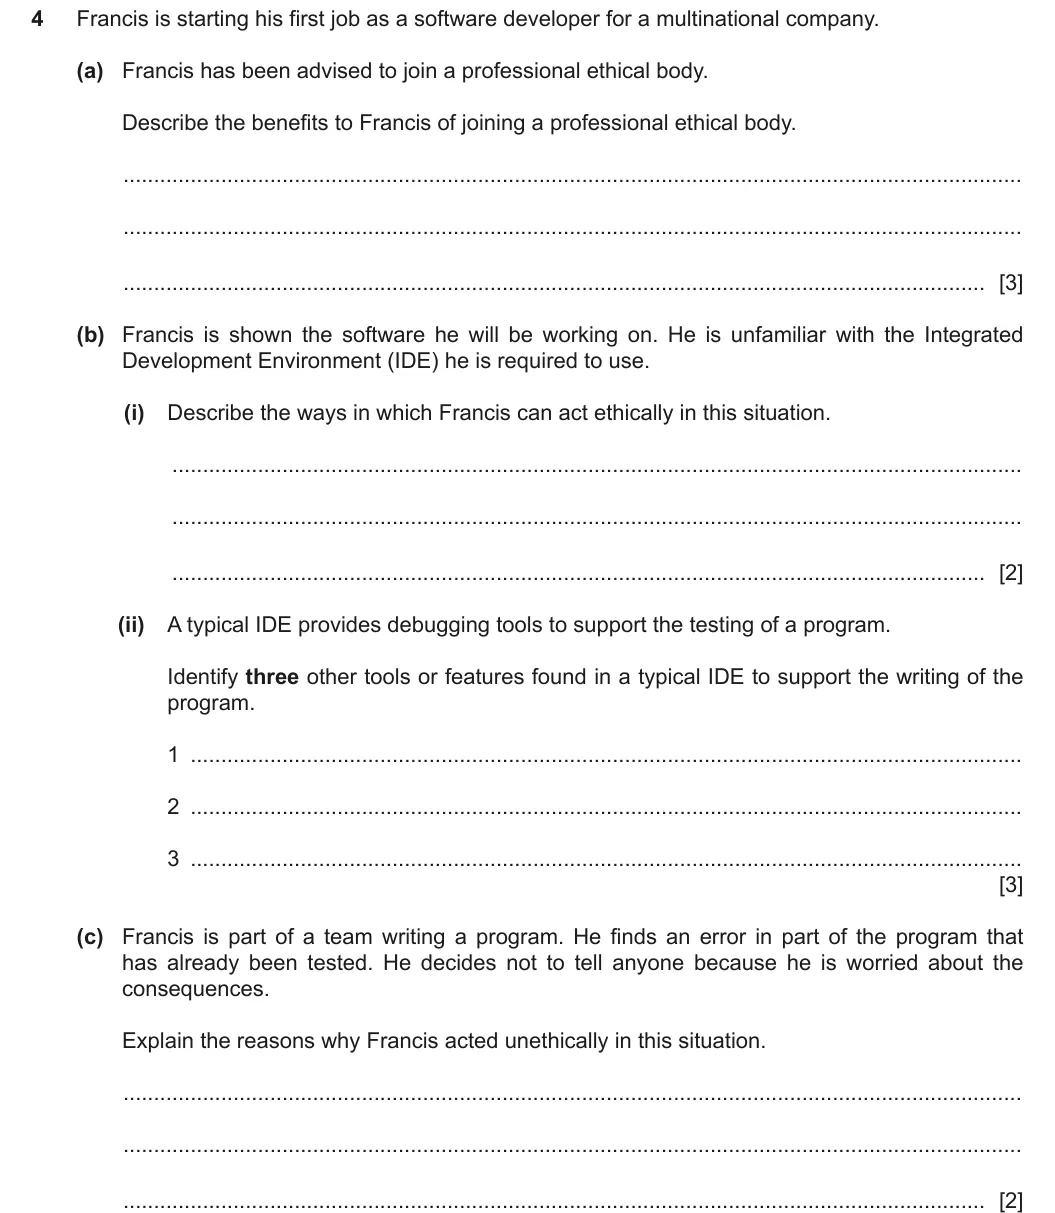 4 Francis is starting his first job as a software developer for a multinational company.
(a) Francis has been advised to join a professional ethical body.
Describe the benefits to Francis of joining a professional ethical body.
...................................................................................................................................................
...................................................................................................................................................
............................................................................................................................................. [3]
(b) Francis is shown the software he will be working on. He is unfamiliar with the Integrated
Development Environment (IDE) he is required to use.
(i) Describe the ways in which Francis can act ethically in this situation.
...........................................................................................................................................
...........................................................................................................................................
..................................................................................................................................... [2]
(ii) A typical IDE provides debugging tools to support the testing of a program.
Identify three other tools or features found in a typical IDE to support the writing of the
program.
1 ........................................................................................................................................
2 ........................................................................................................................................
3 ........................................................................................................................................
[3]
(c) Francis is part of a team writing a program. He finds an error in part of the program that
has already been tested. He decides not to tell anyone because he is worried about the
consequences.
Explain the reasons why Francis acted unethically in this situation.
...................................................................................................................................................
...................................................................................................................................................
............................................................................................................................................. [2]